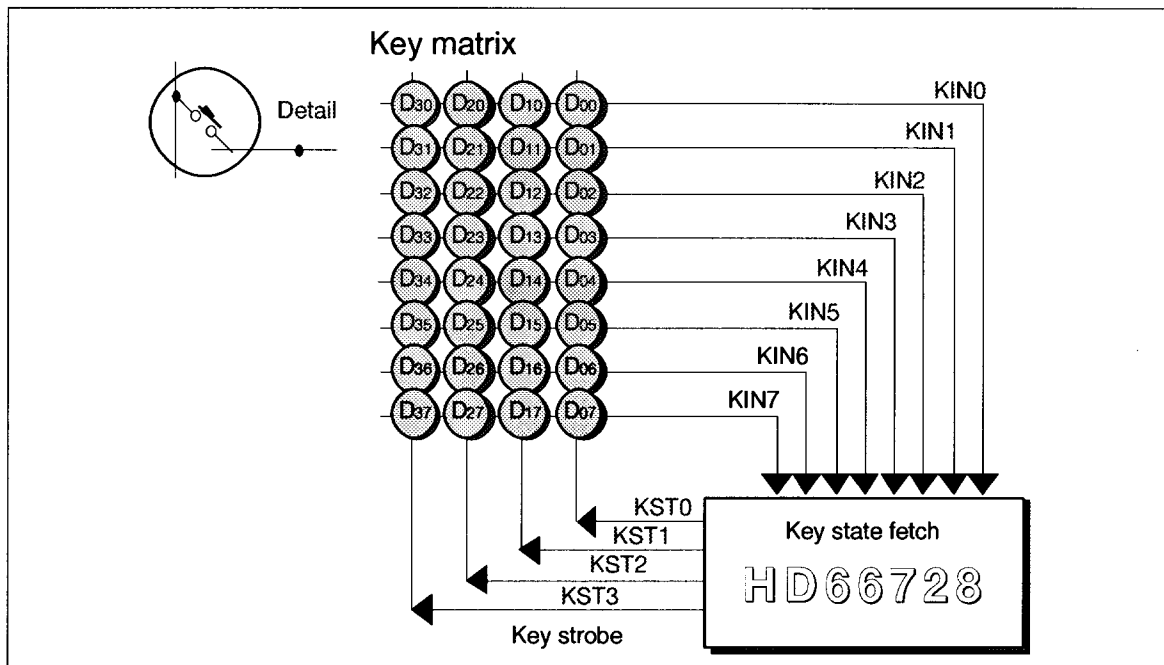 Key matrix
Detail
D30 D20 D10 D00 KIN0
D31 D21 D11 D01 KIN1
D32 D22 D12 D02 KIN2
D33 D23 D13 D03 KIN3
D34 D24 D14 D04 KIN4
D35 D25 D15 D05 KIN5
D36 D26 D16 D06 KIN6
D37 D27 D17 D07 KIN7
KST0
KST1
KST2
KST3
Key strobe
Key state fetch
HD66728